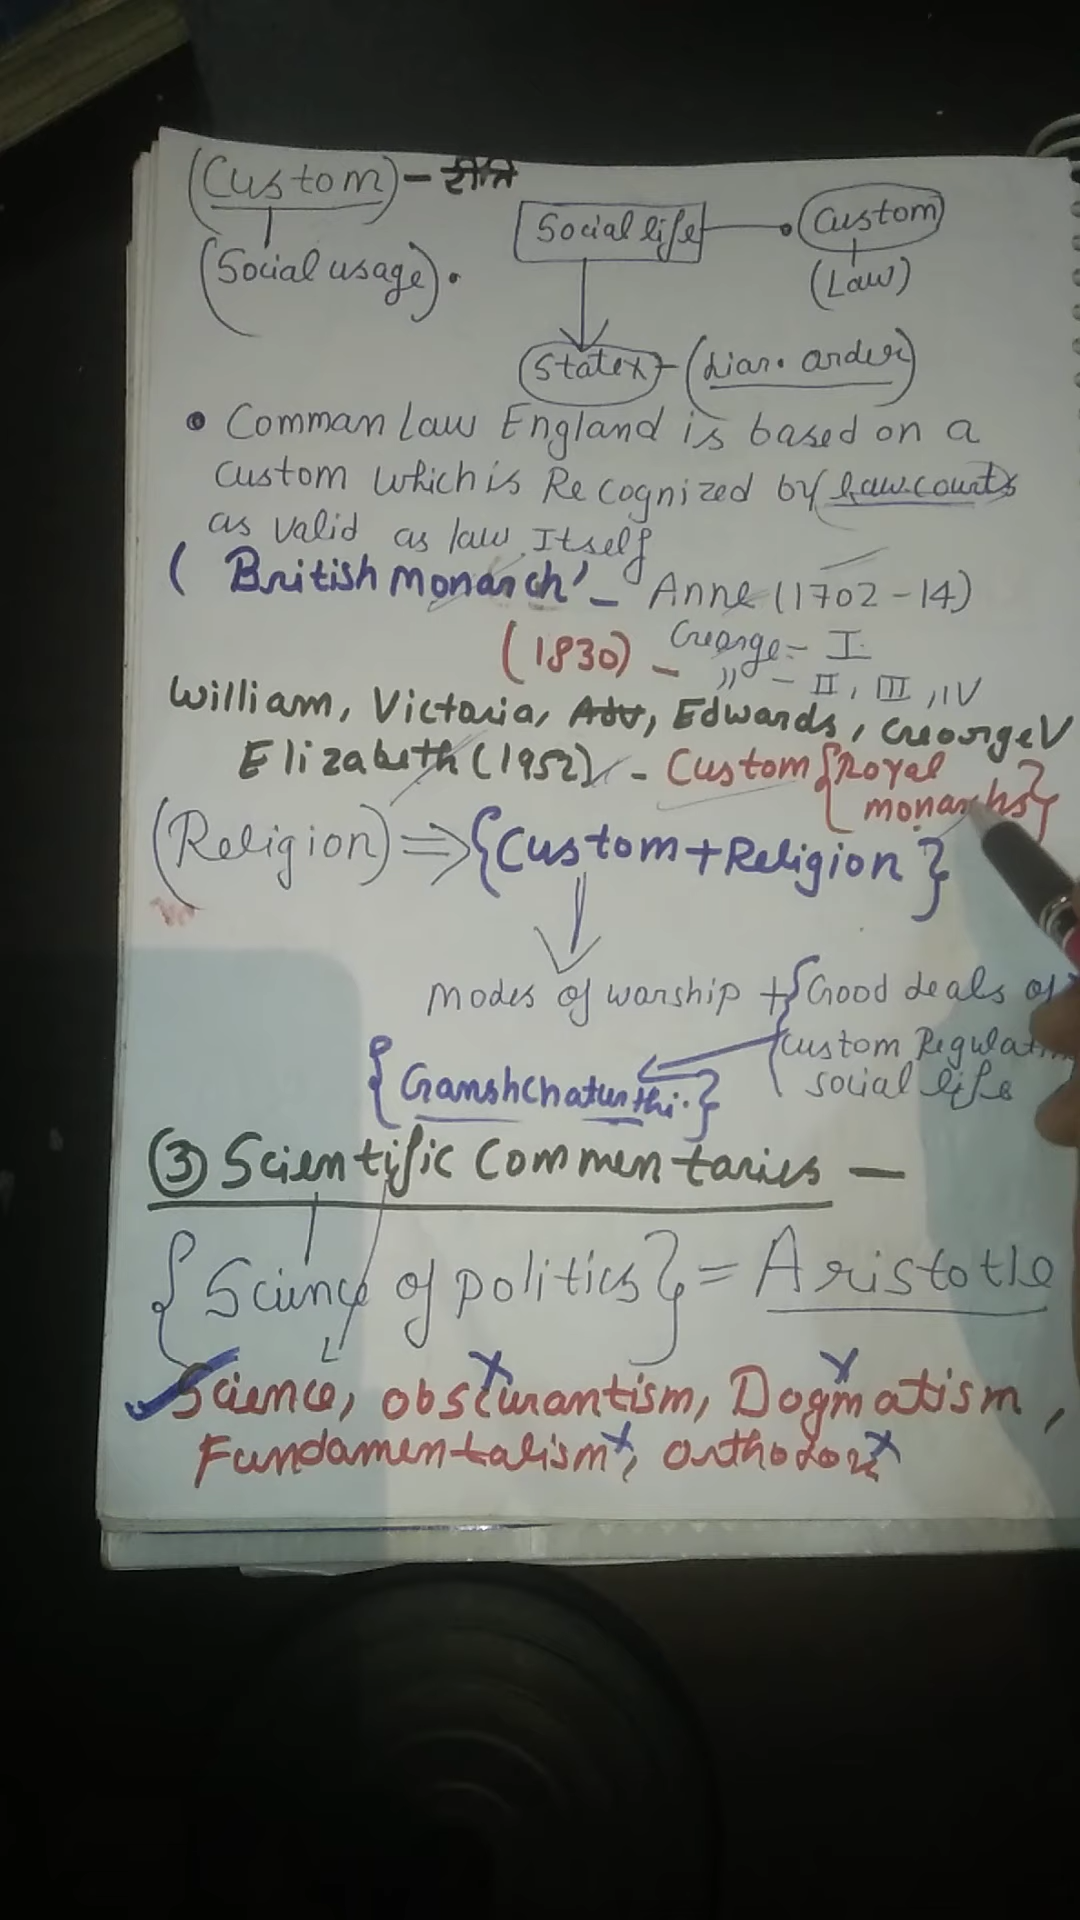 (Custom) - रीति
(Social usage).
Social life
Custom
(Law)
State x - (Liar. order)
• Comman Law England is based on a
custom which is Recognized by law courts
as valid as law Itself
( British monarch' - Anne (1702-14)
(1830) - George - I
" - II, III, IV
William, Victoria, Edwards, George V
Elizabeth (1952) - Custom {Royal
monarchs}
(Religion) ⇒ {Custom + Religion}
modes of worship + {Good deals of
custom
social life
{Ganshchaturthi.}
(3) Scientific Commentaries —
{Science of politics} = Aristotle
Science, obscurantism, Dogmatism,
Fundamentalism x, orthodox x